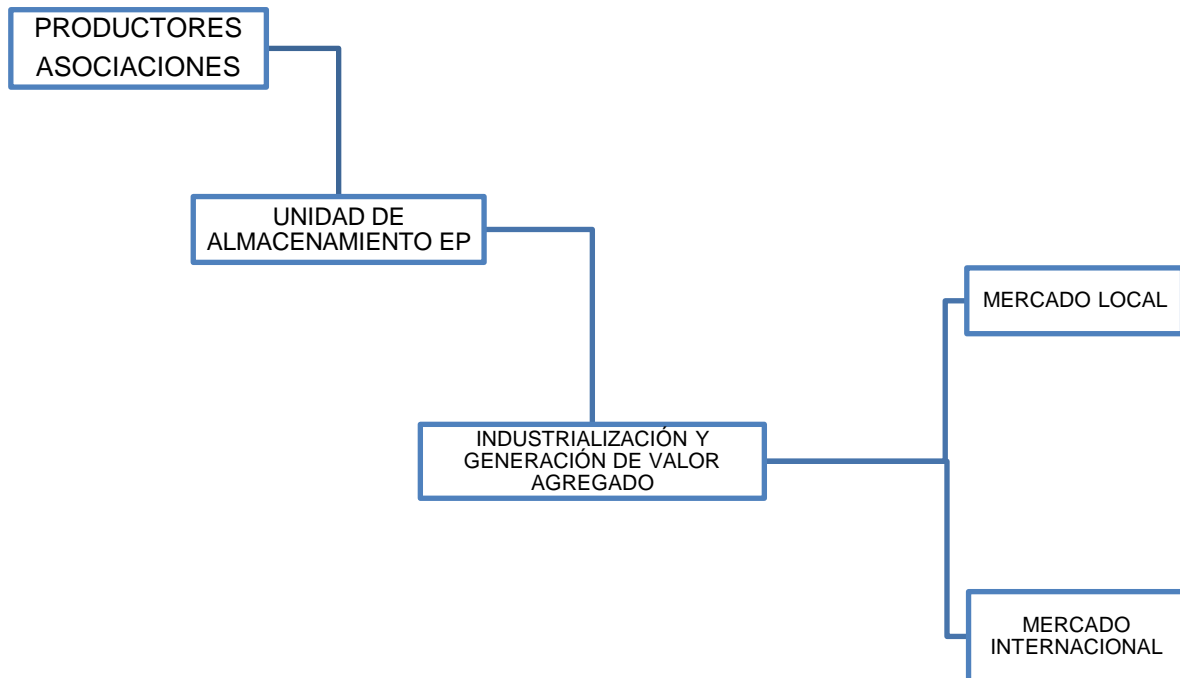 PRODUCTORES
ASOCIACIONES
UNIDAD DE
ALMACENAMIENTO EP
MERCADO LOCAL
INDUSTRIALIZACIÓN Y
GENERACIÓN DE VALOR
AGREGADO
MERCADO
INTERNACIONAL